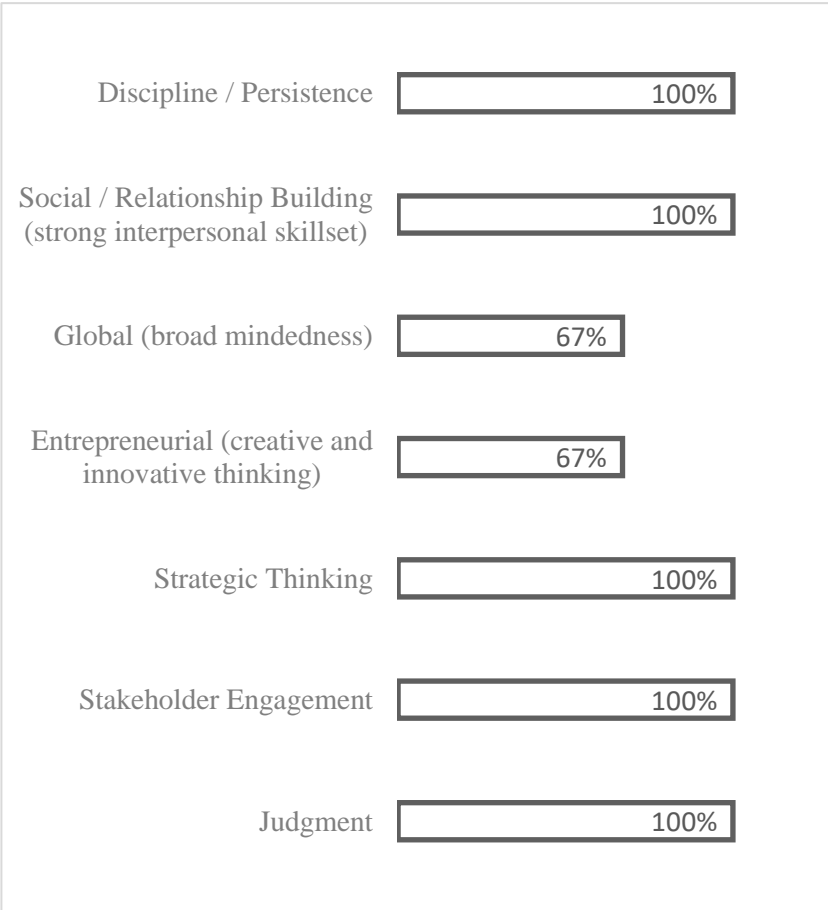 Discipline / Persistence
100%
Social / Relationship Building
(strong interpersonal skillset)
100%
Global (broad mindedness)
67%
Entrepreneurial (creative and
innovative thinking)
67%
Strategic Thinking
100%
Stakeholder Engagement
100%
Judgment
100%